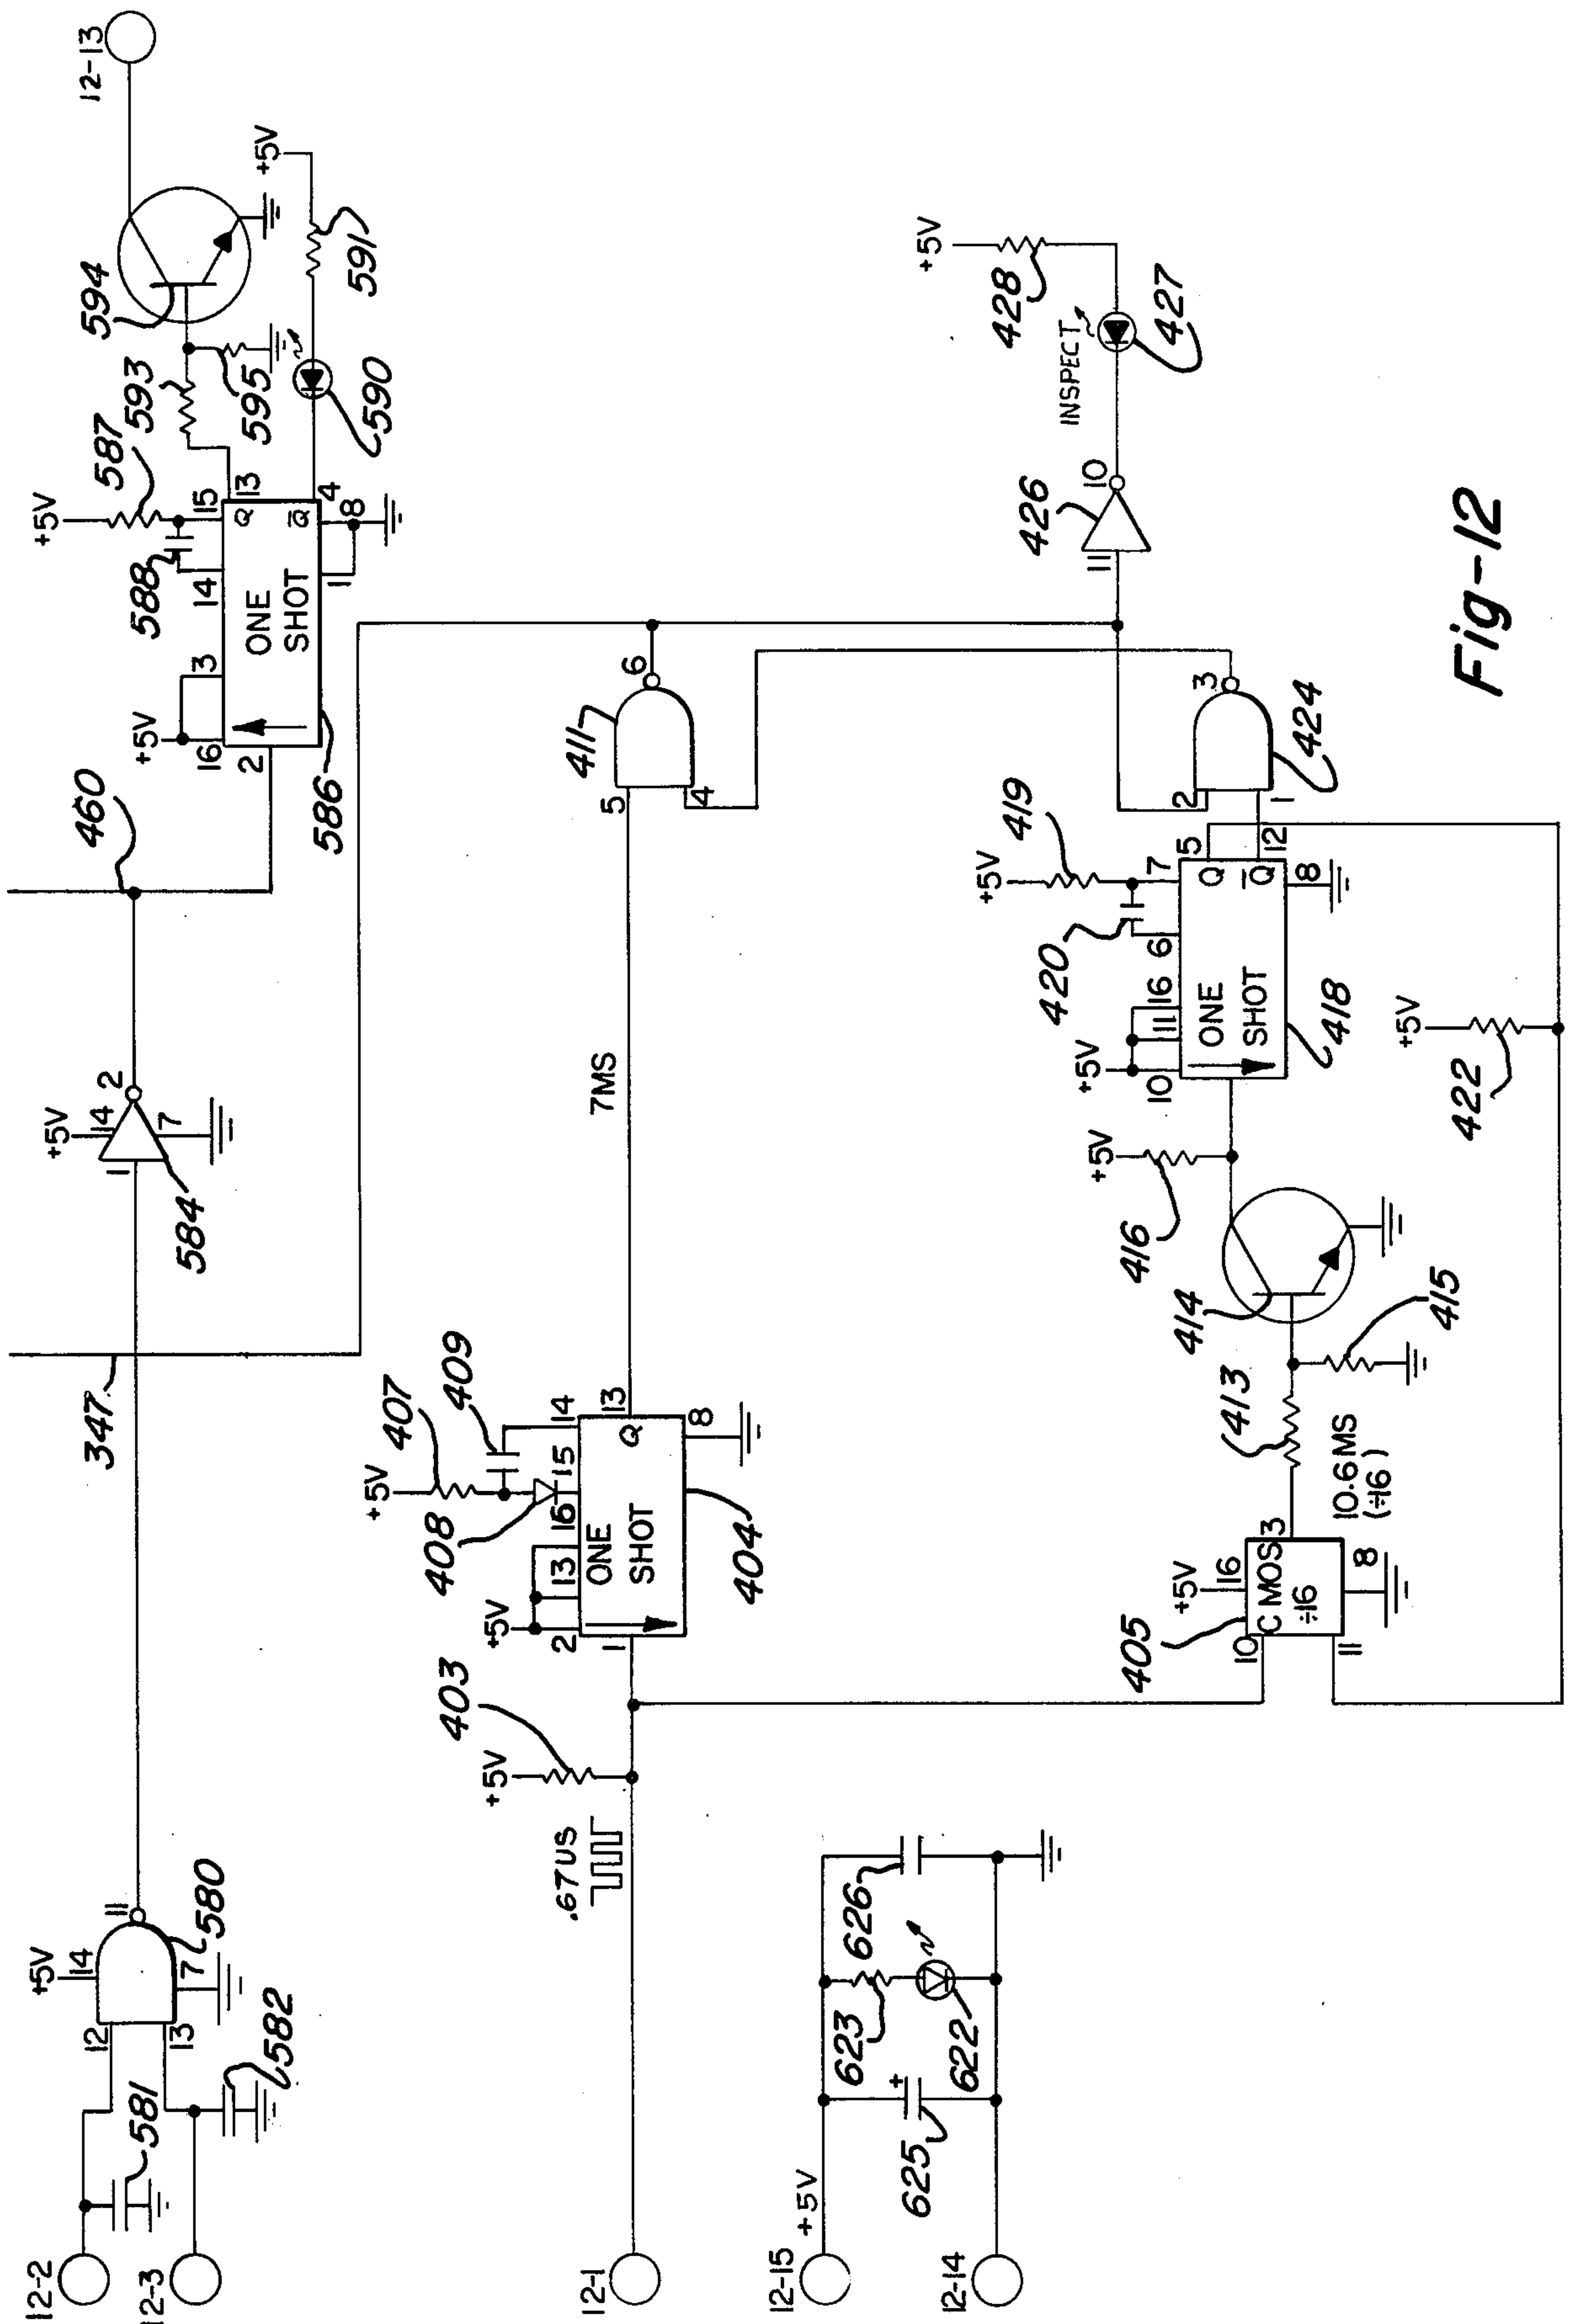 12-2
12-3
581
582
12
13
+5V
14
7
11
580
347
+5V
14
1
2
7
584
460
+5V
16
3
2
14
15
13
4
8
1
Q
Q̅
ONE
SHOT
586
588
+5V
587
593
595
594
590
591
+5V
12-13
12-1
.67US
+5V
403
+5V
2
13
16
15
14
1
13
8
Q
ONE
SHOT
404
+5V
407
408
409
7MS
5
4
6
411
12-15
+5V
12-14
625
623
622
626
405
10
11
+5V
16
CMOS
÷16
3
8
10.6MS
(÷16)
413
415
414
416
+5V
+5V
10
11
16
6
7
5
12
8
Q
Q̅
ONE
SHOT
418
420
+5V
419
+5V
422
2
1
3
424
11
10
426
INSPECT
427
428
+5V
Fig-12